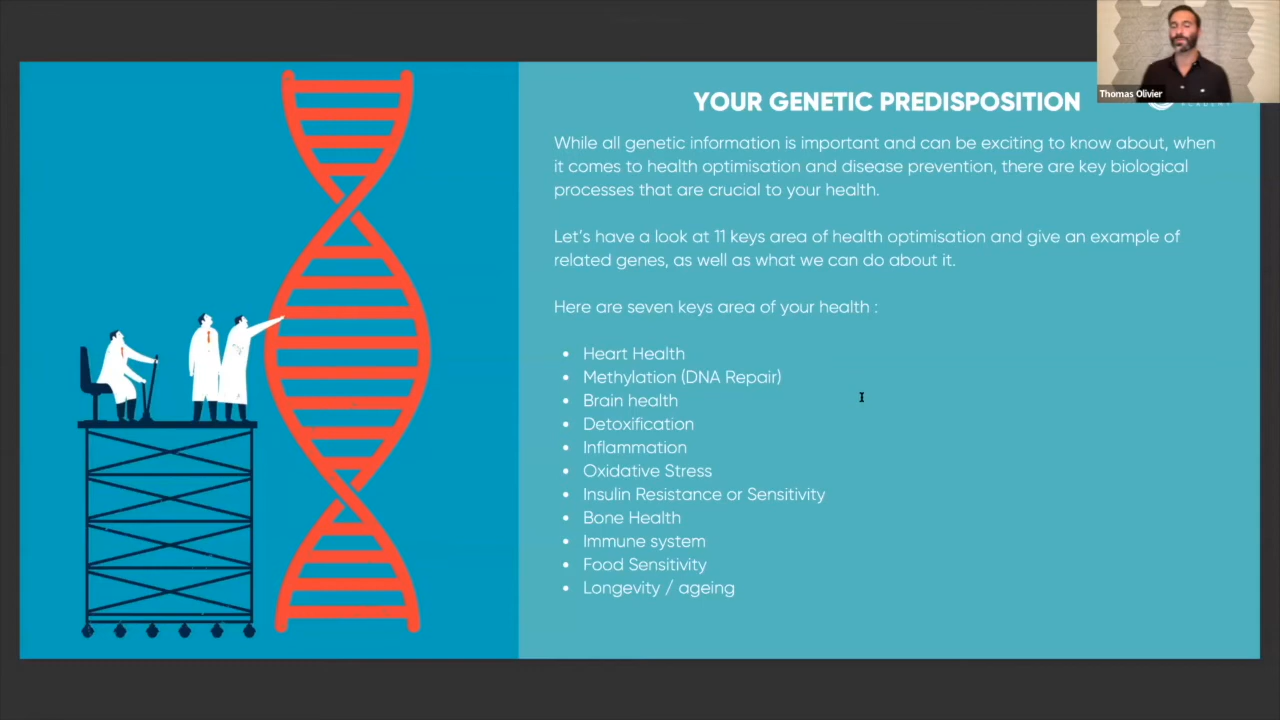 YOUR GENETIC PREDISPOSITION
Thomas Olivier
While all genetic information is important and can be exciting to know about, when
it comes to health optimisation and disease prevention, there are key biological
processes that are crucial to your health.
Let's have a look at 11 keys area of health optimisation and give an example of
related genes, as well as what we can do about it.
Here are seven keys area of your health :
• Heart Health
• Methylation (DNA Repair)
• Brain health
• Detoxification
• Inflammation
• Oxidative Stress
• Insulin Resistance or Sensitivity
• Bone Health
• Immune system
• Food Sensitivity
• Longevity / ageing